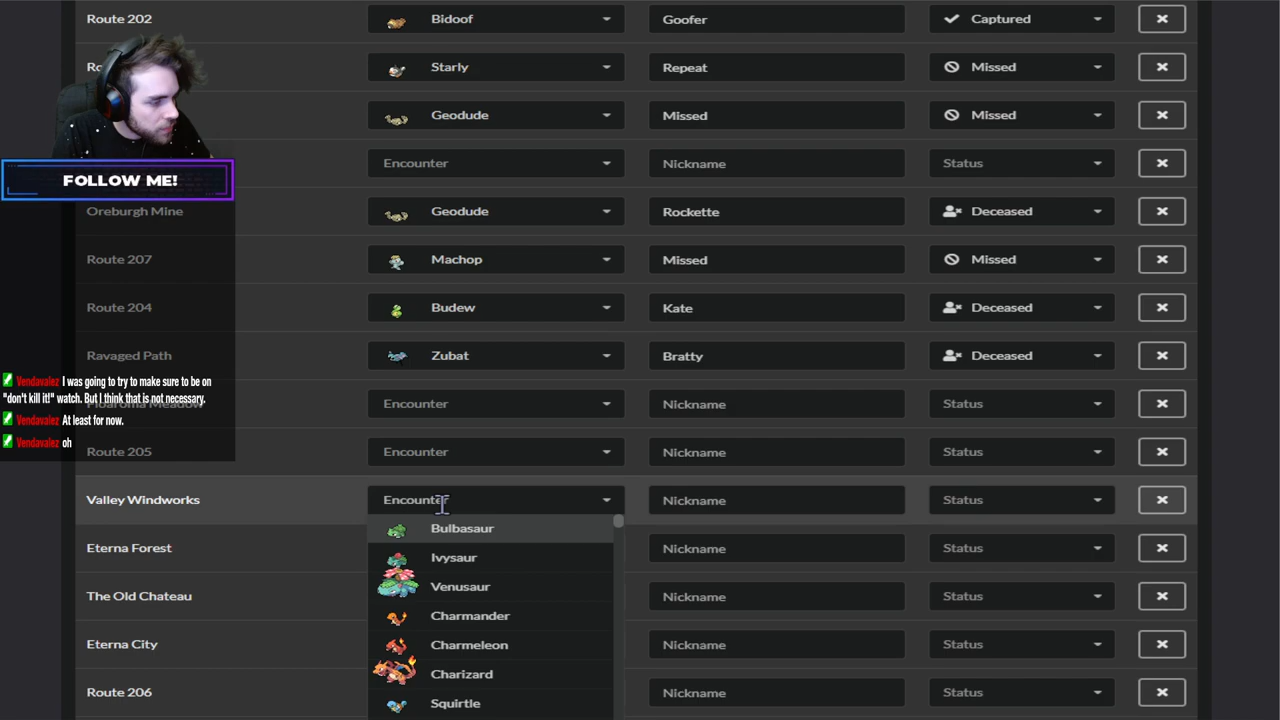 Route 202 Bidoof Goofer Captured
Ro Starly Repeat Missed
Geodude Missed Missed
Encounter Nickname Status
FOLLOW ME!
Oreburgh Mine Geodude Rockette Deceased
Route 207 Machop Missed Missed
Route 204 Budew Kate Deceased
Ravaged Path Zubat Bratty Deceased
Vendavalez I was going to try to make sure to be on
"don't kill it!" watch. But I think that is not necessary.
Encounter Nickname Status
Vendavalez At least for now.
Vendavalez oh
Route 205 Encounter Nickname Status
Valley Windworks Encounter Nickname Status
Bulbasaur
Eterna Forest Nickname Status
Ivysaur
Venusaur
The Old Chateau Nickname Status
Charmander
Eterna City Charmeleon Nickname Status
Charizard
Route 206 Nickname Status
Squirtle